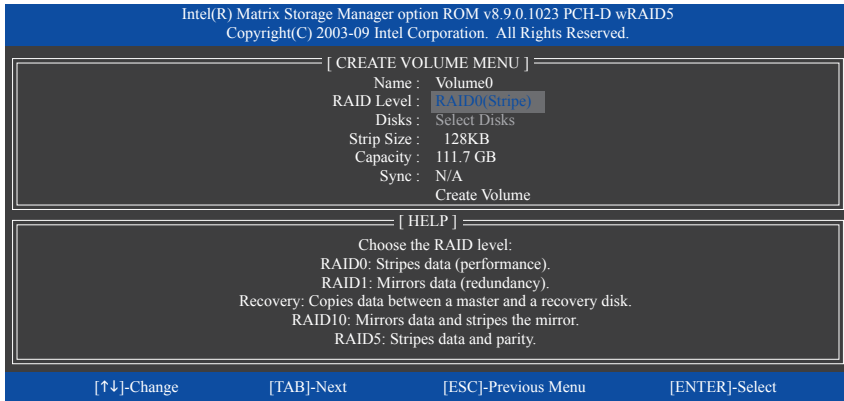 Intel(R) Matrix Storage Manager option ROM v8.9.0.1023 PCH-D wRAID5
Copyright(C) 2003-09 Intel Corporation. All Rights Reserved.
[ CREATE VOLUME MENU ]
Name : Volume0
RAID Level : RAID0(Stripe)
Disks : Select Disks
Strip Size : 128KB
Capacity : 111.7 GB
Sync : N/A
Create Volume
[ HELP ]
Choose the RAID level:
RAID0: Stripes data (performance).
RAID1: Mirrors data (redundancy).
Recovery: Copies data between a master and a recovery disk.
RAID10: Mirrors data and stripes the mirror.
RAID5: Stripes data and parity.
[↑↓]-Change [TAB]-Next [ESC]-Previous Menu [ENTER]-Select